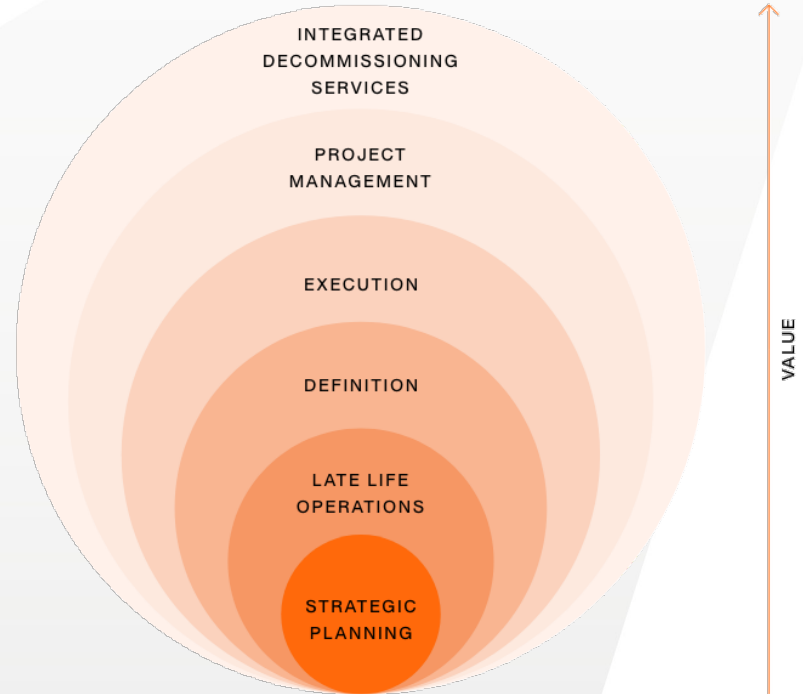 INTEGRATED
DECOMMISSIONING
SERVICES
PROJECT
MANAGEMENT
EXECUTION
DEFINITION
LATE LIFE
OPERATIONS
STRATEGIC
PLANNING
VALUE